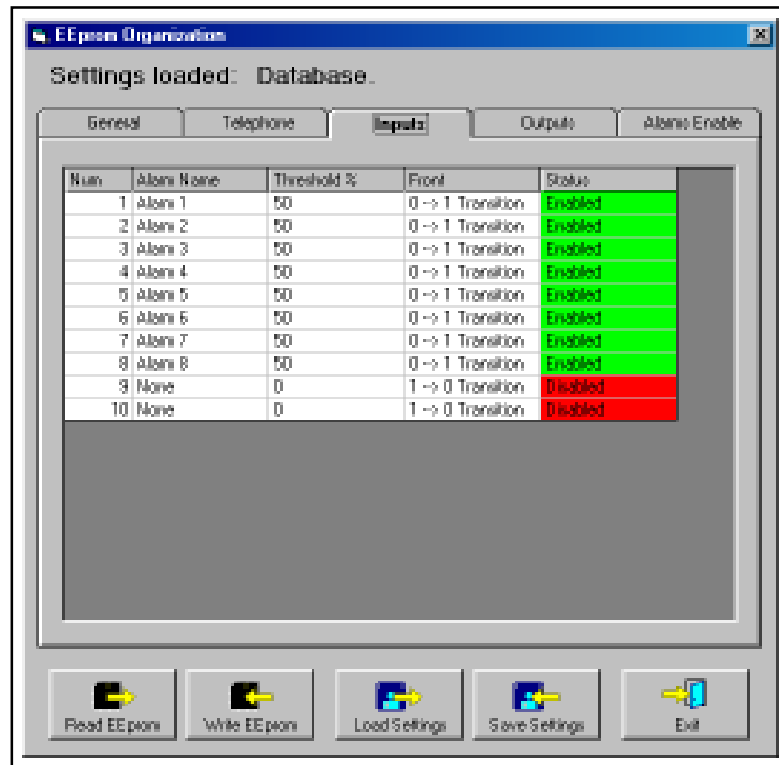 EEprom Organization
Settings loaded: Database.
General Telephone Inputs Outputs Alarms Enable
Num Alarm Name Threshold % Front Status
1 Alarm 1 50 0 -> 1 Transition Enabled
2 Alarm 2 50 0 -> 1 Transition Enabled
3 Alarm 3 50 0 -> 1 Transition Enabled
4 Alarm 4 50 0 -> 1 Transition Enabled
5 Alarm 5 50 0 -> 1 Transition Enabled
6 Alarm 6 50 0 -> 1 Transition Enabled
7 Alarm 7 50 0 -> 1 Transition Enabled
8 Alarm 8 50 0 -> 1 Transition Enabled
9 None 0 1 -> 0 Transition Disabled
10 None 0 1 -> 0 Transition Disabled
Read EEprom Write EEprom Load Settings Save Settings Exit